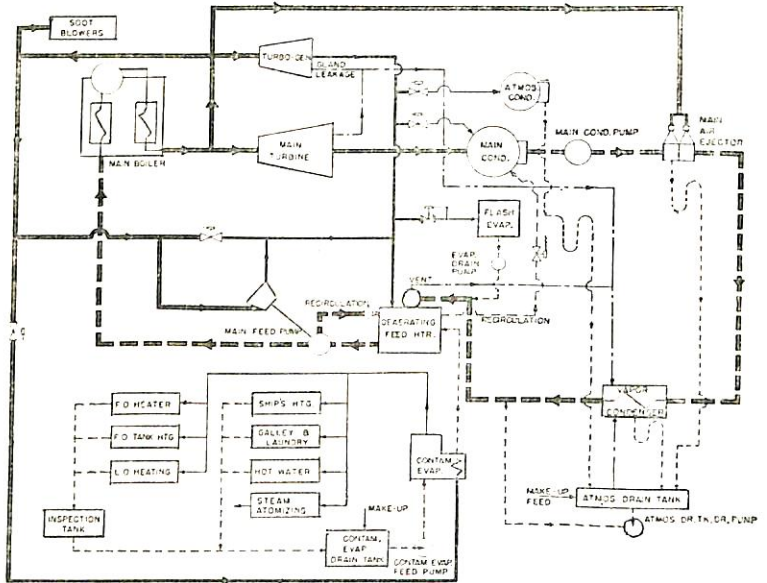 SOOT
BLOWERS
TURBO-GEN
GLAND
LEAKAGE
ATMOS
COND.
MAIN COND. PUMP
MAIN
AIR
EJECTOR
MAIN BOILER
MAIN
TURBINE
MAIN
COND.
FLASH
EVAP.
EVAP.
DRAIN
PUMP
VENT
RECIRCULATION
RECIRCULATION
MAIN FEED PUMP
DEAERATING
FEED HTR.
VAPOR
CONDENSER
F.O HEATER
SHIP'S HTG.
F.O TANK HTG
GALLEY &
LAUNDRY
L.O HEATING
HOT WATER
CONTAM.
EVAP.
STEAM
ATOMIZING
MAKE-UP
FEED
ATMOS DRAIN TANK
INSPECTION
TANK
MAKE-UP
ATMOS DR. TK. DR. PUMP
CONTAM.
EVAP.
DRAIN TANK
CONTAM EVAP.
FEED PUMP